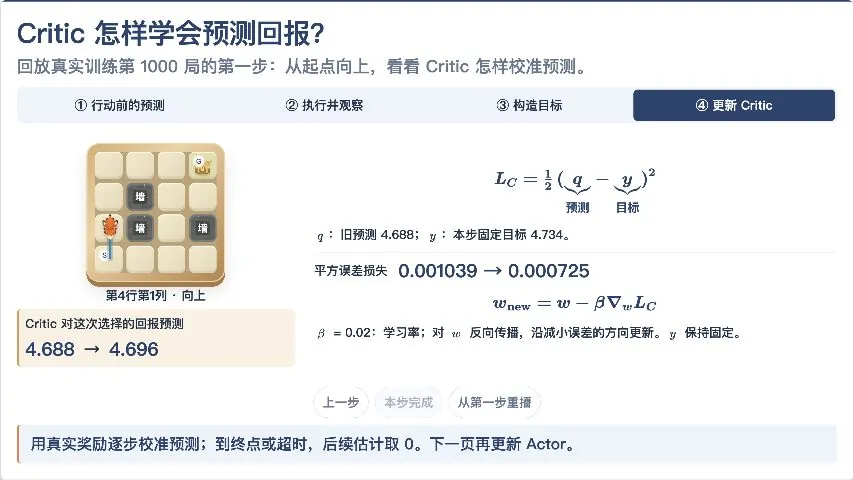 Critic 怎样学会预测回报？
回放真实训练第 1000 局的第一步：从起点向上，看看 Critic 怎样校准预测。
① 行动前的预测
② 执行并观察
③ 构造目标
④ 更新 Critic
G
墙
墙
墙
S
第4行第1列 · 向上
Critic 对这次选择的回报预测
4.688 → 4.696
L_C = 1/2 (q − y)²
预测 目标
q ：旧预测 4.688；y ：本步固定目标 4.734。
平方误差损失 0.001039 → 0.000725
w_new = w − β∇_w L_C
β = 0.02：学习率；对 w 反向传播，沿减小误差的方向更新。y 保持固定。
上一步
本步完成
从第一步重播
用真实奖励逐步校准预测；到终点或超时，后续估计取 0。下一页再更新 Actor。